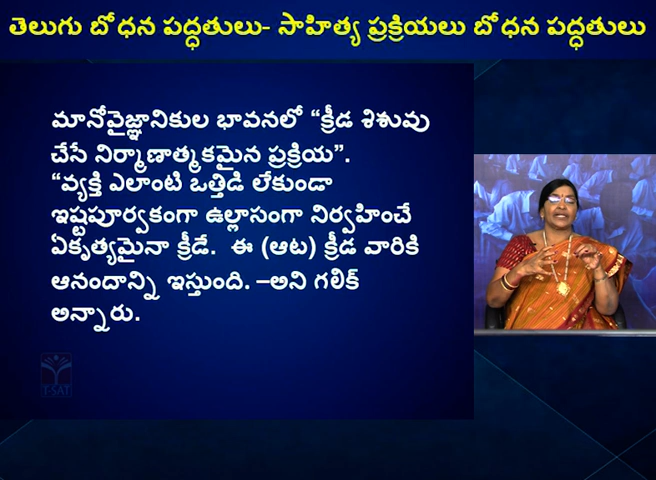 తెలుగు బోధన పద్ధతులు- సాహిత్య ప్రక్రియలు బోధన పద్ధతులు
మానోవైజ్ఞానికుల భావనలో “క్రీడ శిశువు
చేసే నిర్మాణాత్మకమైన ప్రక్రియ”.
“వ్యక్తి ఎలాంటి ఒత్తిడి లేకుండా
ఇష్టపూర్వకంగా ఉల్లాసంగా నిర్వహించే
ఏకృత్యమైనా క్రీడే. ఈ (ఆట) క్రీడ వారికి
ఆనందాన్ని ఇస్తుంది. –అని గలిక్
అన్నారు.
T-SAT